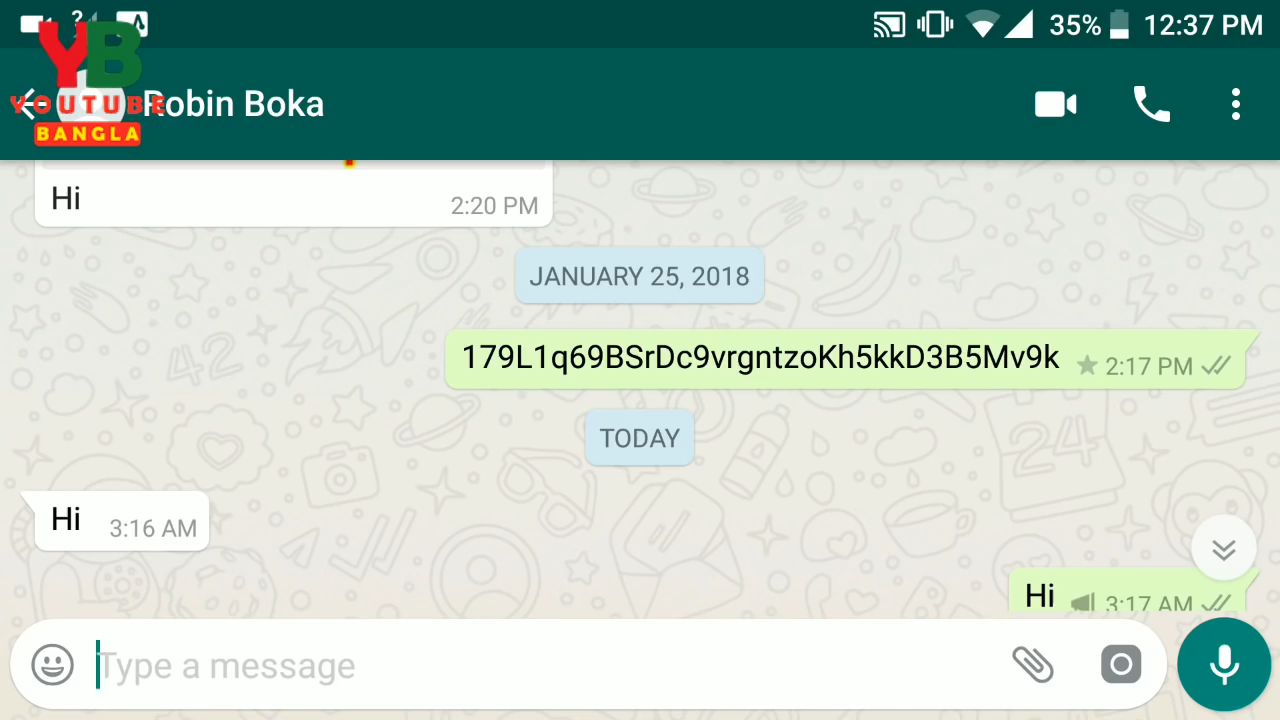 ?
35% 12:37 PM
YB
YOUTUBE
BANGLA
Robin Boka
Hi 2:20 PM
JANUARY 25, 2018
179L1q69BSrDc9vrgntzoKh5kkD3B5Mv9k 2:17 PM
TODAY
Hi 3:16 AM
Hi 3:17 AM
Type a message